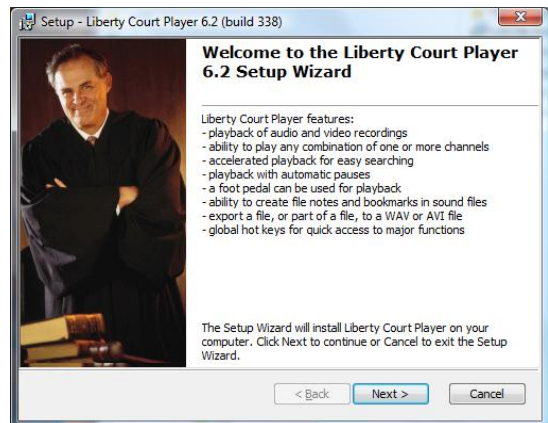 Setup - Liberty Court Player 6.2 (build 338)
Welcome to the Liberty Court Player
6.2 Setup Wizard
Liberty Court Player features:
- playback of audio and video recordings
- ability to play any combination of one or more channels
- accelerated playback for easy searching
- playback with automatic pauses
- a foot pedal can be used for playback
- ability to create file notes and bookmarks in sound files
- export a file, or part of a file, to a WAV or AVI file
- global hot keys for quick access to major functions
The Setup Wizard will install Liberty Court Player on your
computer. Click Next to continue or Cancel to exit the Setup
Wizard.
< Back Next > Cancel